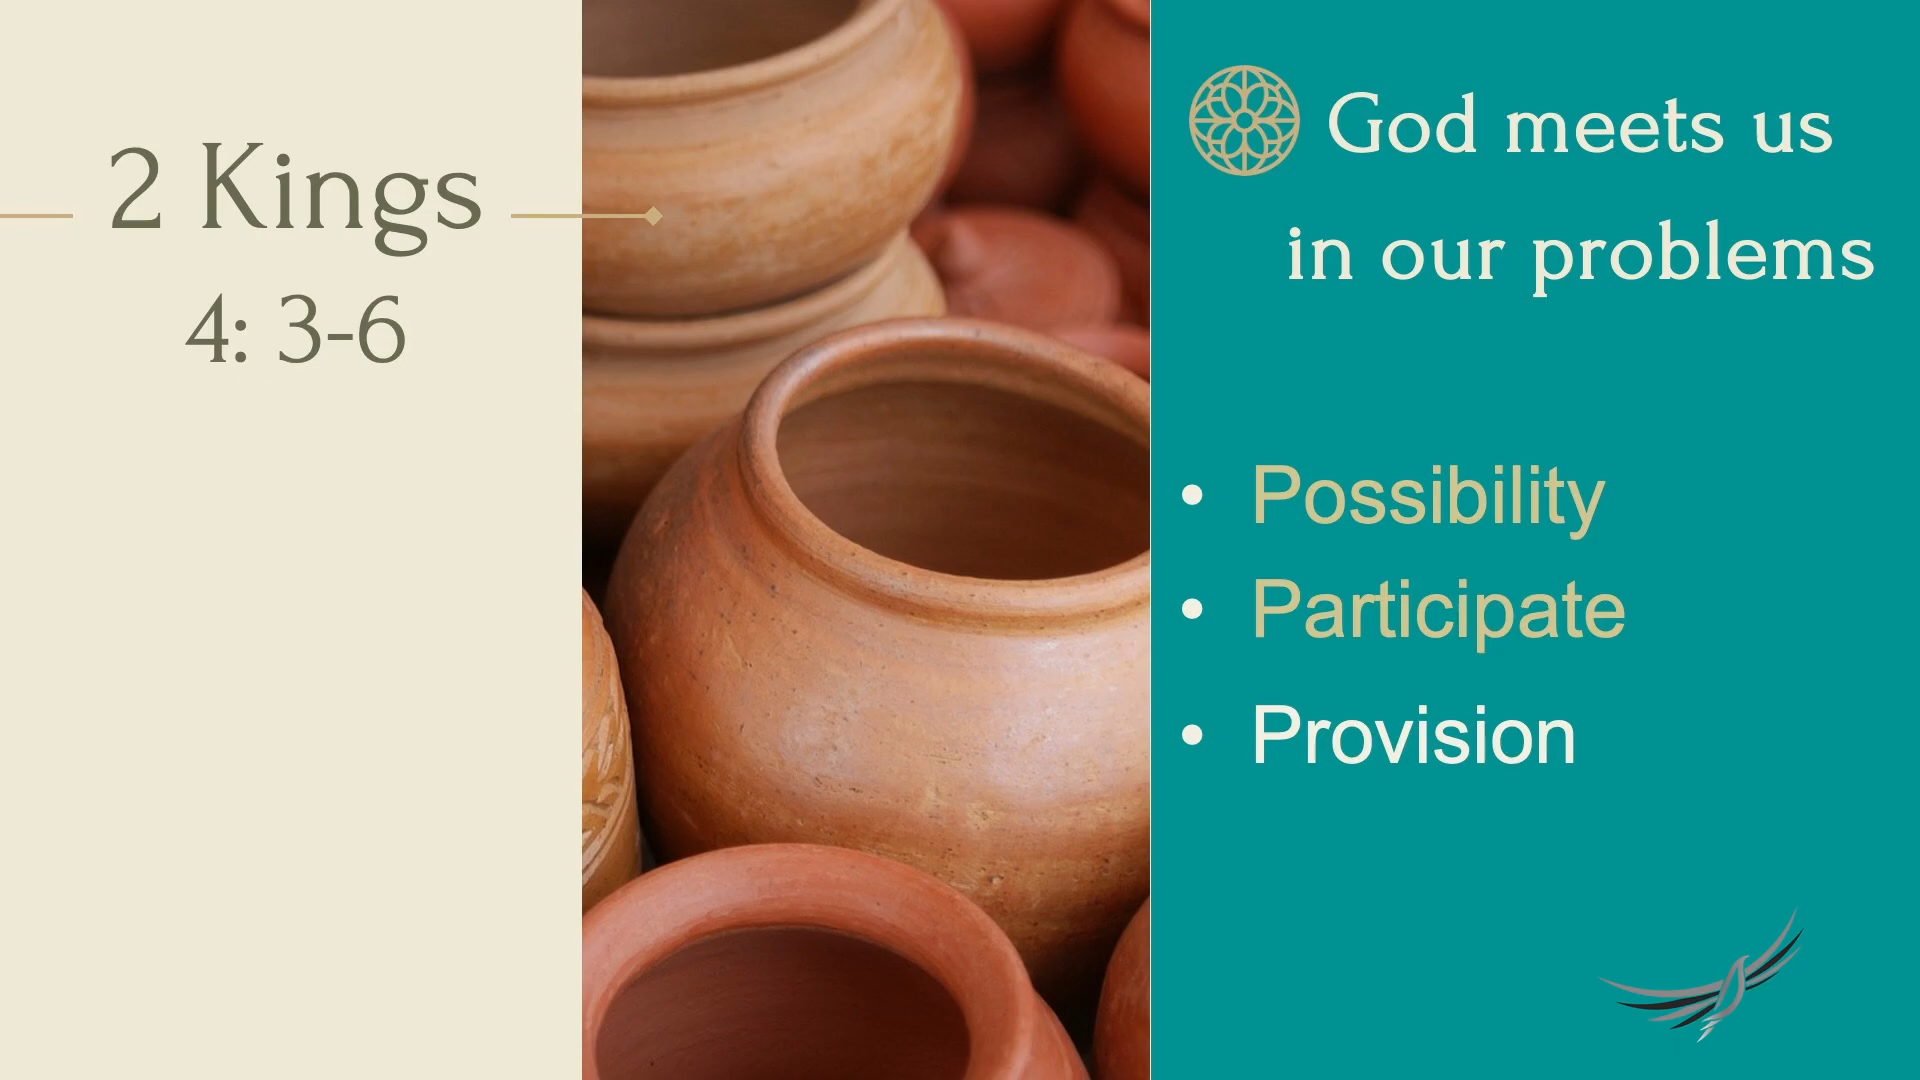 2 Kings
4: 3-6
God meets us
in our problems
• Possibility
• Participate
• Provision